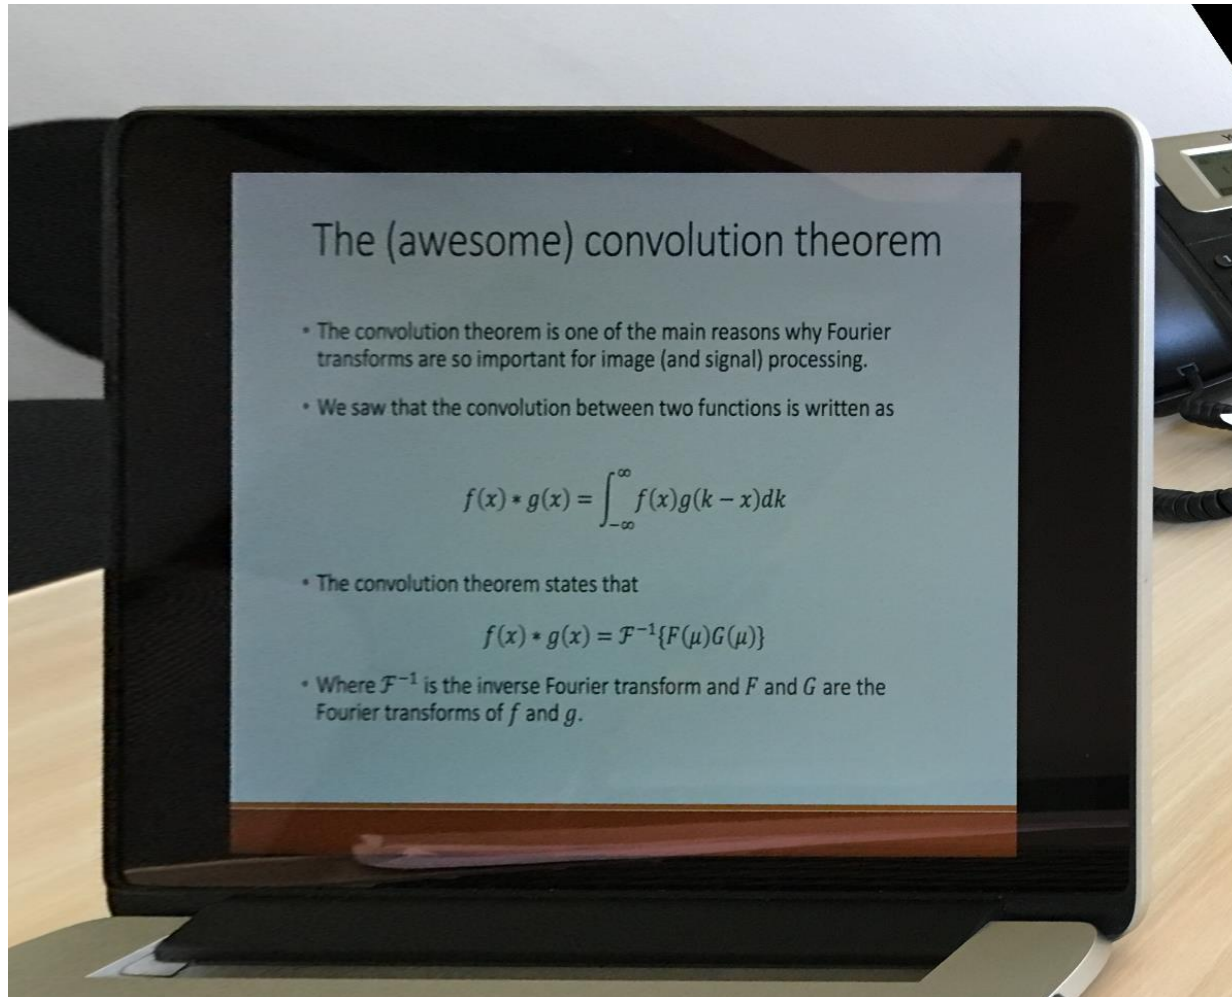 The (awesome) convolution theorem
• The convolution theorem is one of the main reasons why Fourier
transforms are so important for image (and signal) processing.
• We saw that the convolution between two functions is written as
f(x) * g(x) = ∫_{-∞}^{∞} f(x)g(k − x)dk
• The convolution theorem states that
f(x) * g(x) = ℱ⁻¹{F(μ)G(μ)}
• Where ℱ⁻¹ is the inverse Fourier transform and F and G are the
Fourier transforms of f and g.